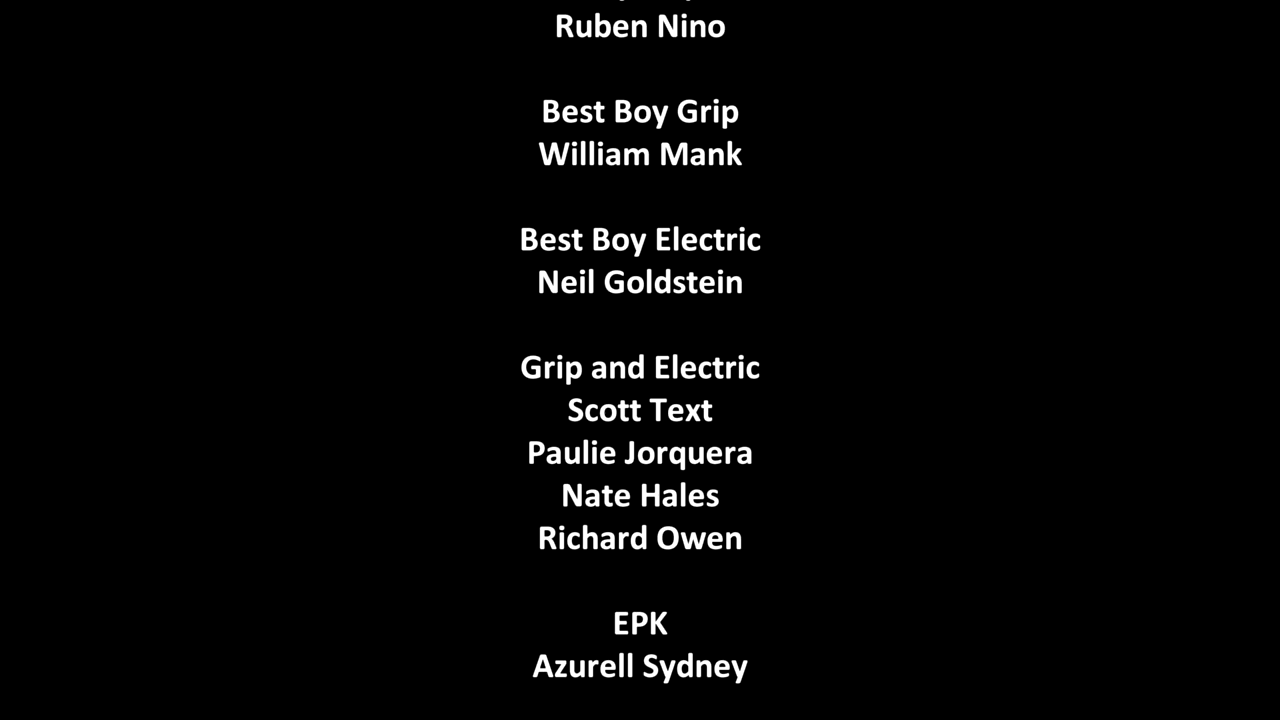 Ruben Nino
Best Boy Grip
William Mank
Best Boy Electric
Neil Goldstein
Grip and Electric
Scott Text
Paulie Jorquera
Nate Hales
Richard Owen
EPK
Azurell Sydney